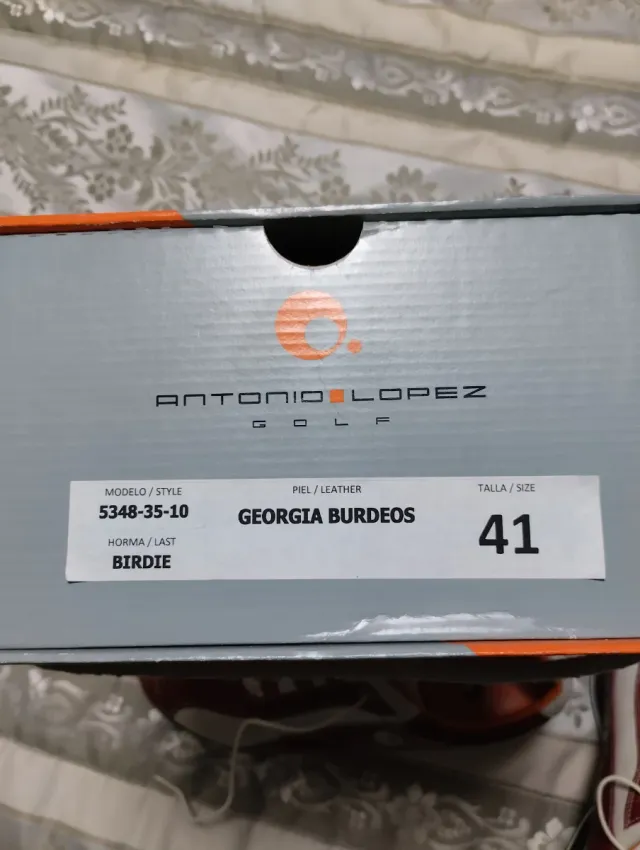 ANTONIO LOPEZ
GOLF
MODELO / STYLE
5348-35-10
HORMA / LAST
BIRDIE
PIEL / LEATHER
GEORGIA BURDEOS
TALLA / SIZE
41